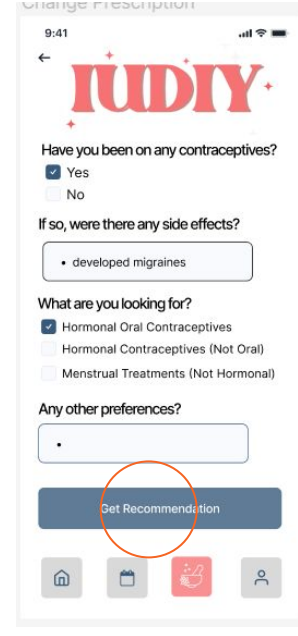 Change Prescription
9:41
IUDIY
Have you been on any contraceptives?
Yes
No
If so, were there any side effects?
• developed migraines
What are you looking for?
Hormonal Oral Contraceptives
Hormonal Contraceptives (Not Oral)
Menstrual Treatments (Not Hormonal)
Any other preferences?
•
Get Recommendation